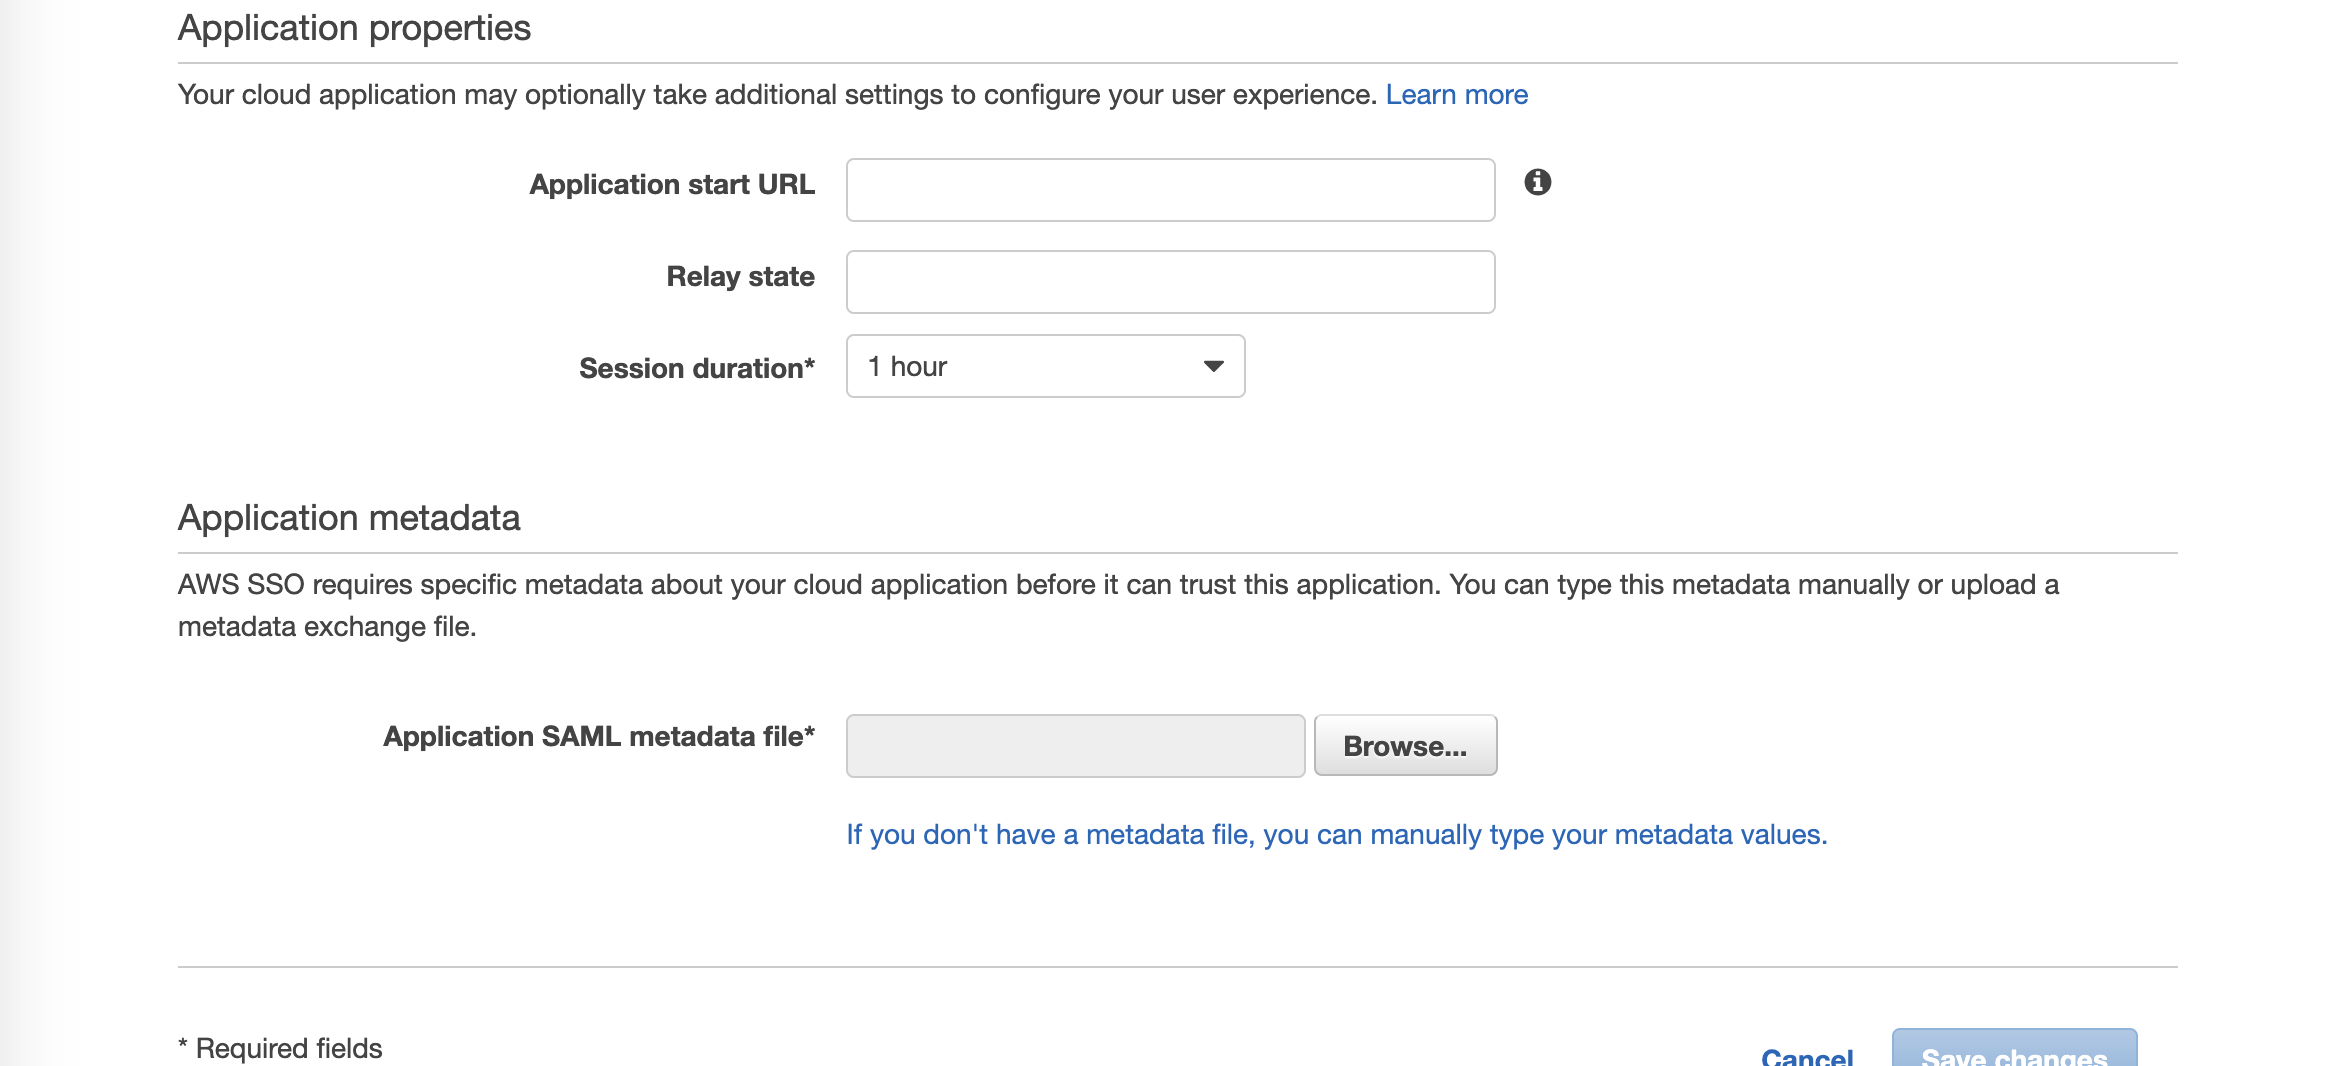 Application properties
Your cloud application may optionally take additional settings to configure your user experience. Learn more
Application start URL
Relay state
Session duration* 1 hour
Application metadata
AWS SSO requires specific metadata about your cloud application before it can trust this application. You can type this metadata manually or upload a
metadata exchange file.
Application SAML metadata file* Browse...
If you don't have a metadata file, you can manually type your metadata values.
* Required fields
Cancel Save changes